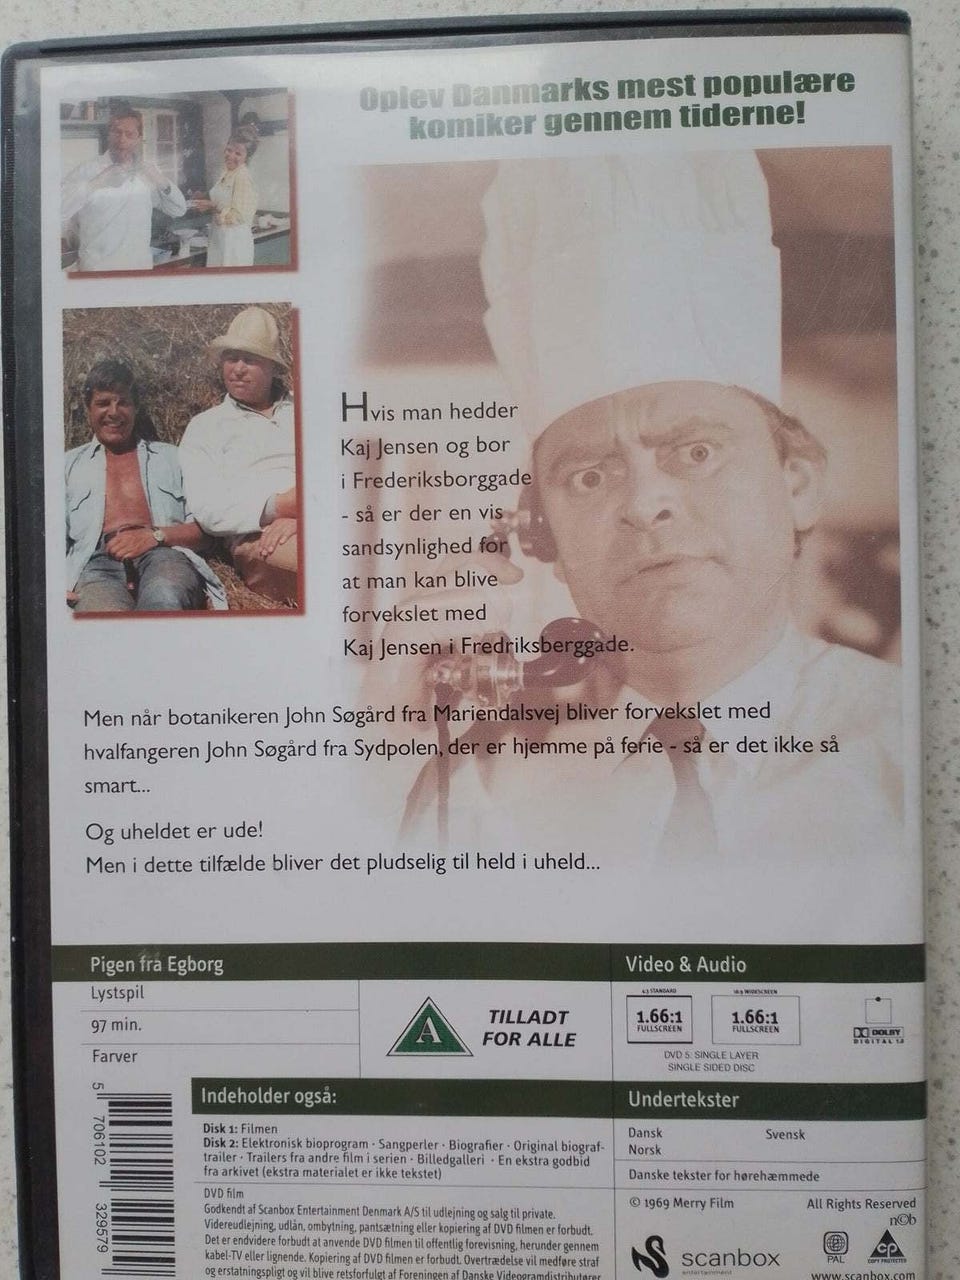 Oplev Danmarks mest populære
komiker gennem tiderne!
Hvis man hedder
Kaj Jensen og bor
i Frederiksborggade
- så er der en vis
sandsynlighed for
at man kan blive
forvekslet med
Kaj Jensen i Fredriksberggade.
Men når botanikeren John Søgård fra Mariendalsvej bliver forvekslet med
hvalfangeren John Søgård fra Sydpolen, der er hjemme på ferie - så er det ikke så
smart...
Og uheldet er ude!
Men i dette tilfælde bliver det pludselig til held i uheld...
Pigen fra Egborg
Lystspil
97 min.
Farver
A
TILLADT
FOR ALLE
Video & Audio
4:3 STANDARD
1.66:1
FULLSCREEN
16:9 WIDESCREEN
1.66:1
FULLSCREEN
DOLBY
DIGITAL 1.0
DVD 5: SINGLE LAYER
SINGLE SIDED DISC
5 706102 329579
Indeholder også:
Disk 1: Filmen
Disk 2: Elektronisk bioprogram · Sangperler · Biografier · Original biograf-
trailer · Trailers fra andre film i serien · Billedgalleri · En ekstra godbid
fra arkivet (ekstra materialet er ikke tekstet)
DVD film
Godkendt af Scanbox Entertainment Denmark A/S til udlejning og salg til private.
Videreudlejning, udlån, ombytning, pantsætning eller kopiering af DVD filmen er forbudt.
Det er endvidere forbudt at anvende DVD filmen til offentlig forevisning, herunder gennem
kabel-TV eller lignende. Kopiering af DVD filmen er forbudt. Overtrædelse vil medføre straf
og erstatningspligt og vil blive retsforfulgt af Foreningen af Danske Videogramdistributører.
Undertekster
Dansk Svensk
Norsk
Danske tekster for hørehæmmede
© 1969 Merry Film All Rights Reserved
n©b
scanbox
entertainment
PAL
CP
COPY PROTECTED
www.scanbox.com